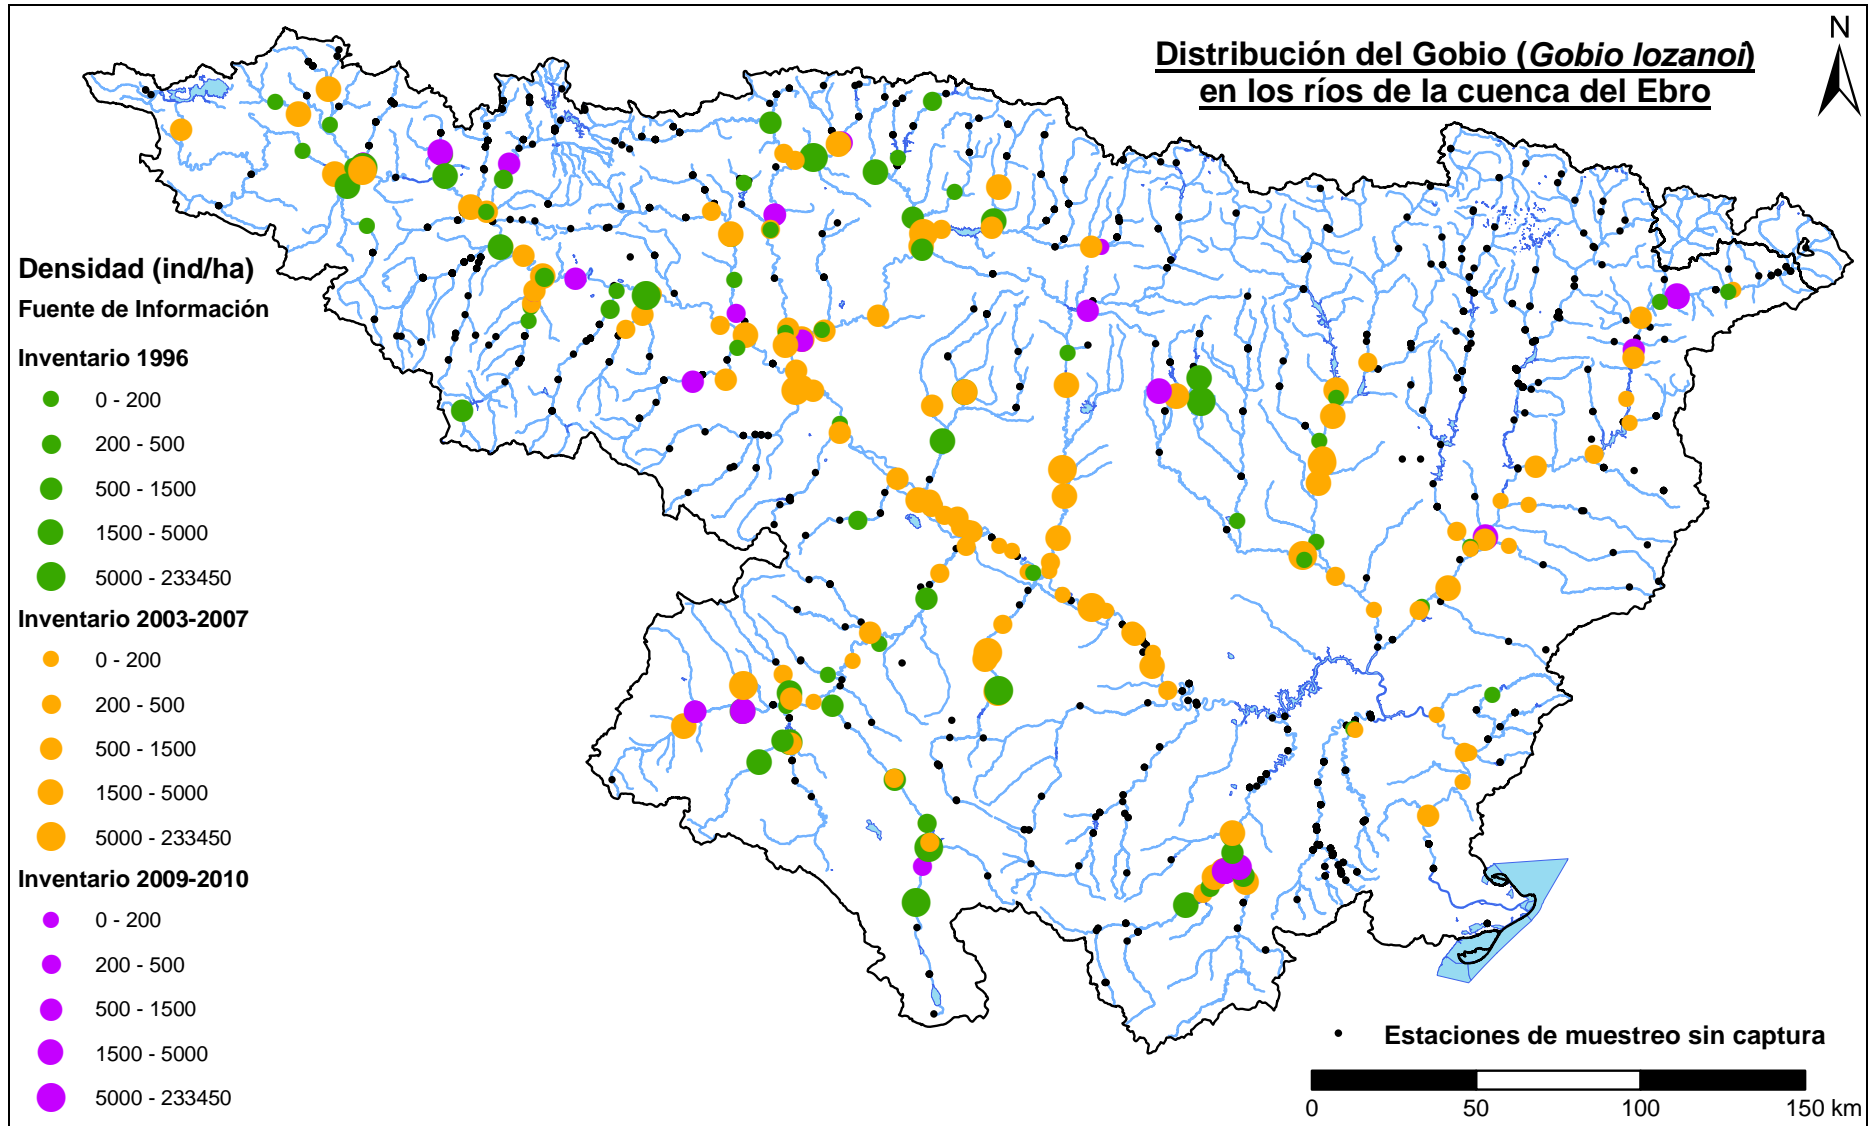 Distribución del Gobio (Gobio lozanoi)
en los ríos de la cuenca del Ebro
N
Densidad (ind/ha)
Fuente de Información
Inventario 1996
0 - 200
200 - 500
500 - 1500
1500 - 5000
5000 - 233450
Inventario 2003-2007
0 - 200
200 - 500
500 - 1500
1500 - 5000
5000 - 233450
Inventario 2009-2010
0 - 200
200 - 500
500 - 1500
1500 - 5000
5000 - 233450
Estaciones de muestreo sin captura
0 50 100 150 km